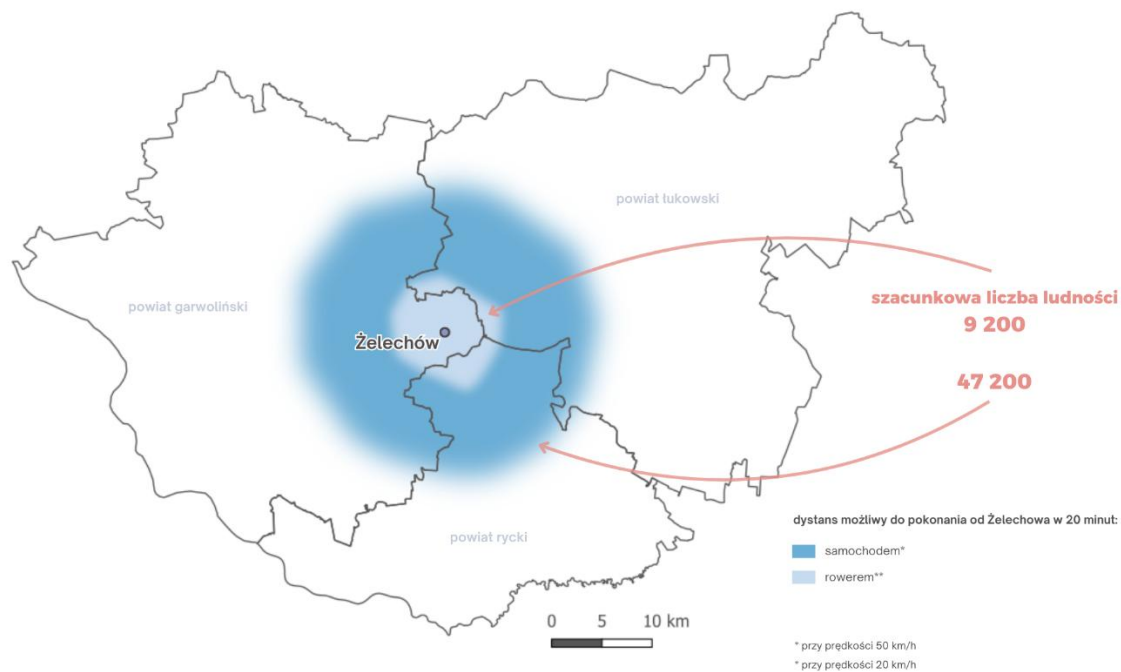 powiat łukowski
powiat garwoliński
szacunkowa liczba ludności
9 200
Żelechów
47 200
dystans możliwy do pokonania od Żelechowa w 20 minut:
powiat rycki
samochodem*
rowerem**
0 5 10 km
* przy prędkości 50 km/h
* przy prędkości 20 km/h